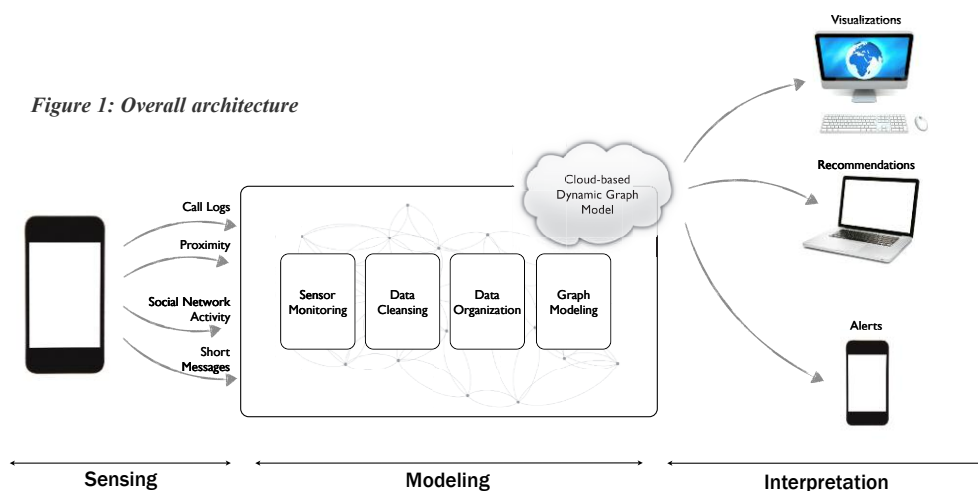 Visualizations
Figure 1: Overall architecture
Recommendations
Cloud-based
Dynamic Graph
Model
Call Logs
Proximity
Social Network
Activity
Short
Messages
Sensor
Monitoring
Data
Cleansing
Data
Organization
Graph
Modeling
Alerts
Sensing
Modeling
Interpretation